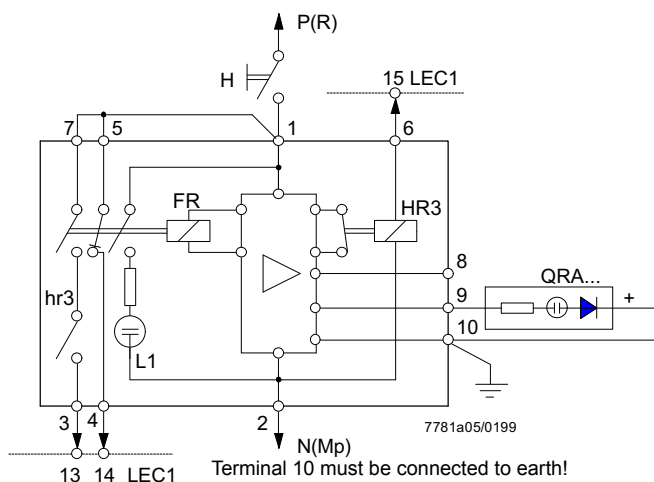 P(R)
H
15 LEC1
7 5 1 6
FR
HR3
8
QRA...
hr3
9
+
10
L1
3 4 2
7781a05/0199
N(Mp)
13 14 LEC1
Terminal 10 must be connected to earth!